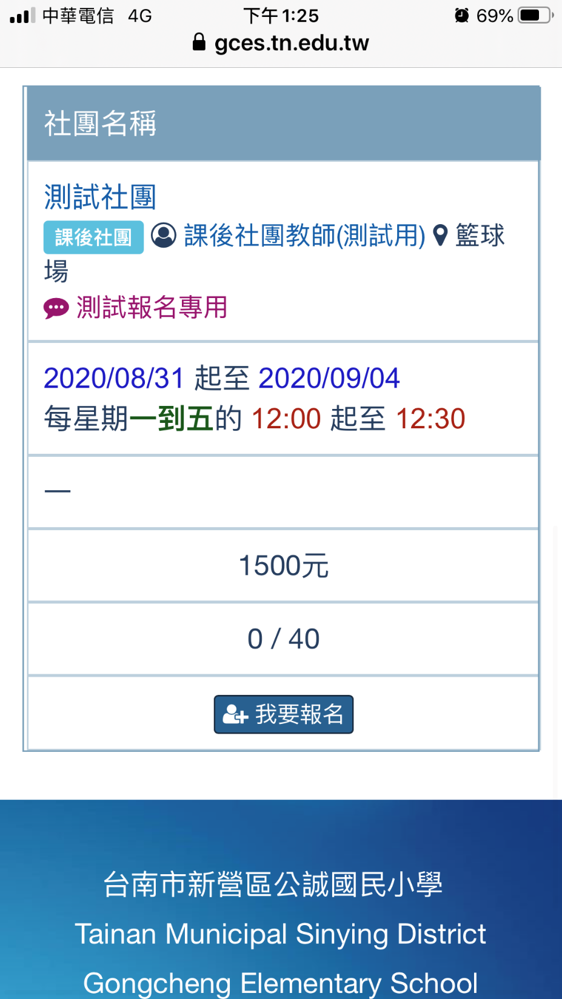 中華電信 4G 下午1:25 69%
gces.tn.edu.tw
社團名稱
測試社團
課後社團 課後社團教師(測試用) 籃球
場
測試報名專用
2020/08/31 起至 2020/09/04
每星期一到五的 12:00 起至 12:30
一
1500元
0 / 40
我要報名
台南市新營區公誠國民小學
Tainan Municipal Sinying District
Gongcheng Elementary School